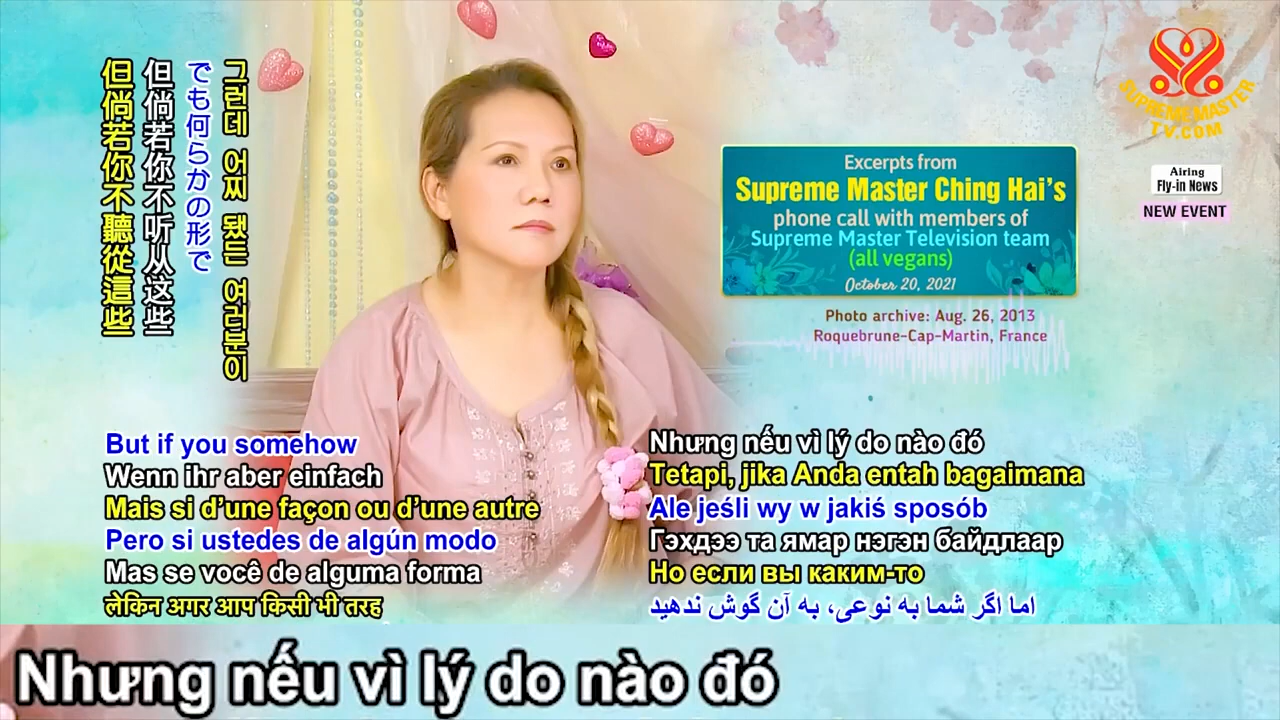 但倘若你不聽從這些
但倘若你不听从这些
でも何らかの形で
그런데 어찌 됐든 여러분이
SUPREME MASTER
TV.COM
Airing
Fly-in News
NEW EVENT
Excerpts from
Supreme Master Ching Hai's
phone call with members of
Supreme Master Television team
(all vegans)
October 20, 2021
Photo archive: Aug. 26, 2013
Roquebrune-Cap-Martin, France
But if you somehow
Wenn ihr aber einfach
Mais si d'une façon ou d'une autre
Pero si ustedes de algún modo
Mas se você de alguma forma
लेकिन अगर आप किसी भी तरह
Nhưng nếu vì lý do nào đó
Tetapi, jika Anda entah bagaimana
Ale jeśli wy w jakiś sposób
Гэхдээ та ямар нэгэн байдлаар
Но если вы каким-то
اما اگر شما به نوعی، به آن گوش ندهید
Nhưng nếu vì lý do nào đó